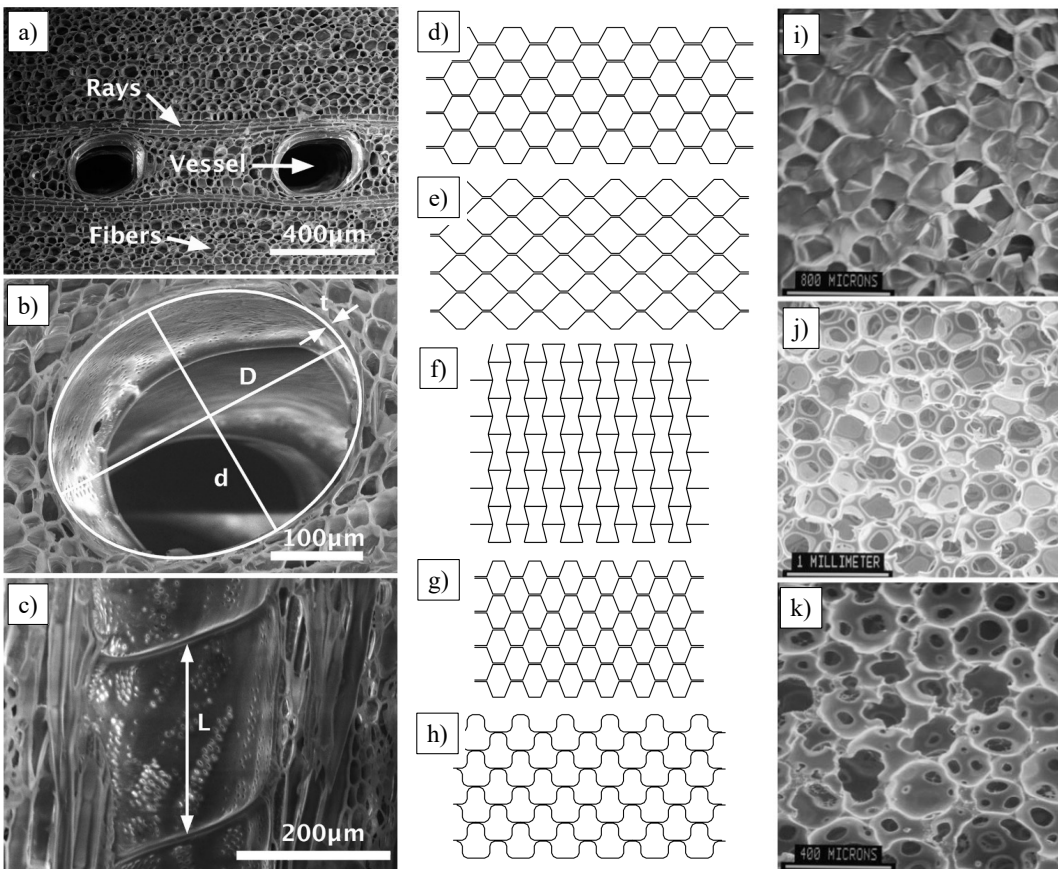 a)
Rays
Vessel
Fibers
400μm
b)
t
D
d
100μm
c)
L
200μm
d)
e)
f)
g)
h)
i)
800 MICRONS
j)
1 MILLIMETER
k)
400 MICRONS